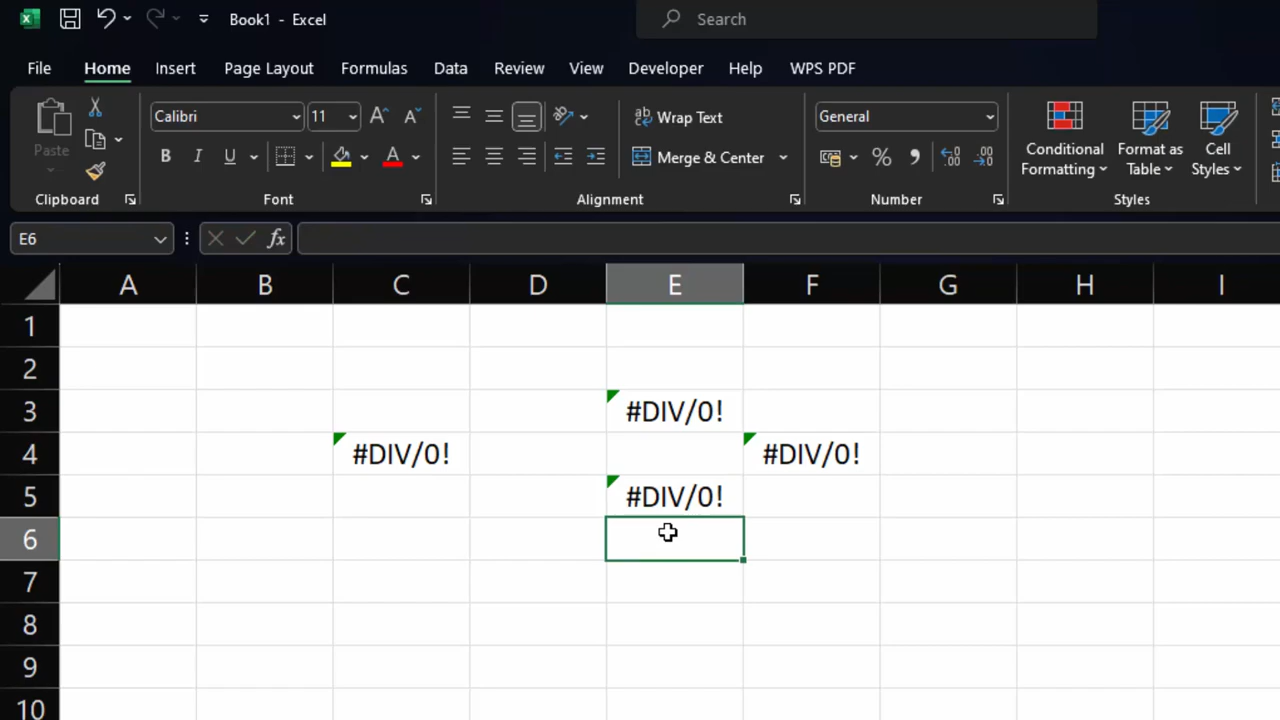 Book1 - Excel
Search
File Home Insert Page Layout Formulas Data Review View Developer Help WPS PDF
Paste
Calibri 11
Wrap Text
General
B I U A
Merge & Center
% ,
Conditional Formatting
Format as Table
Cell Styles
Clipboard Font Alignment Number Styles
E6 fx
A B C D E F G H I
1
2
3 #DIV/0!
4 #DIV/0! #DIV/0!
5 #DIV/0!
6
7
8
9
10